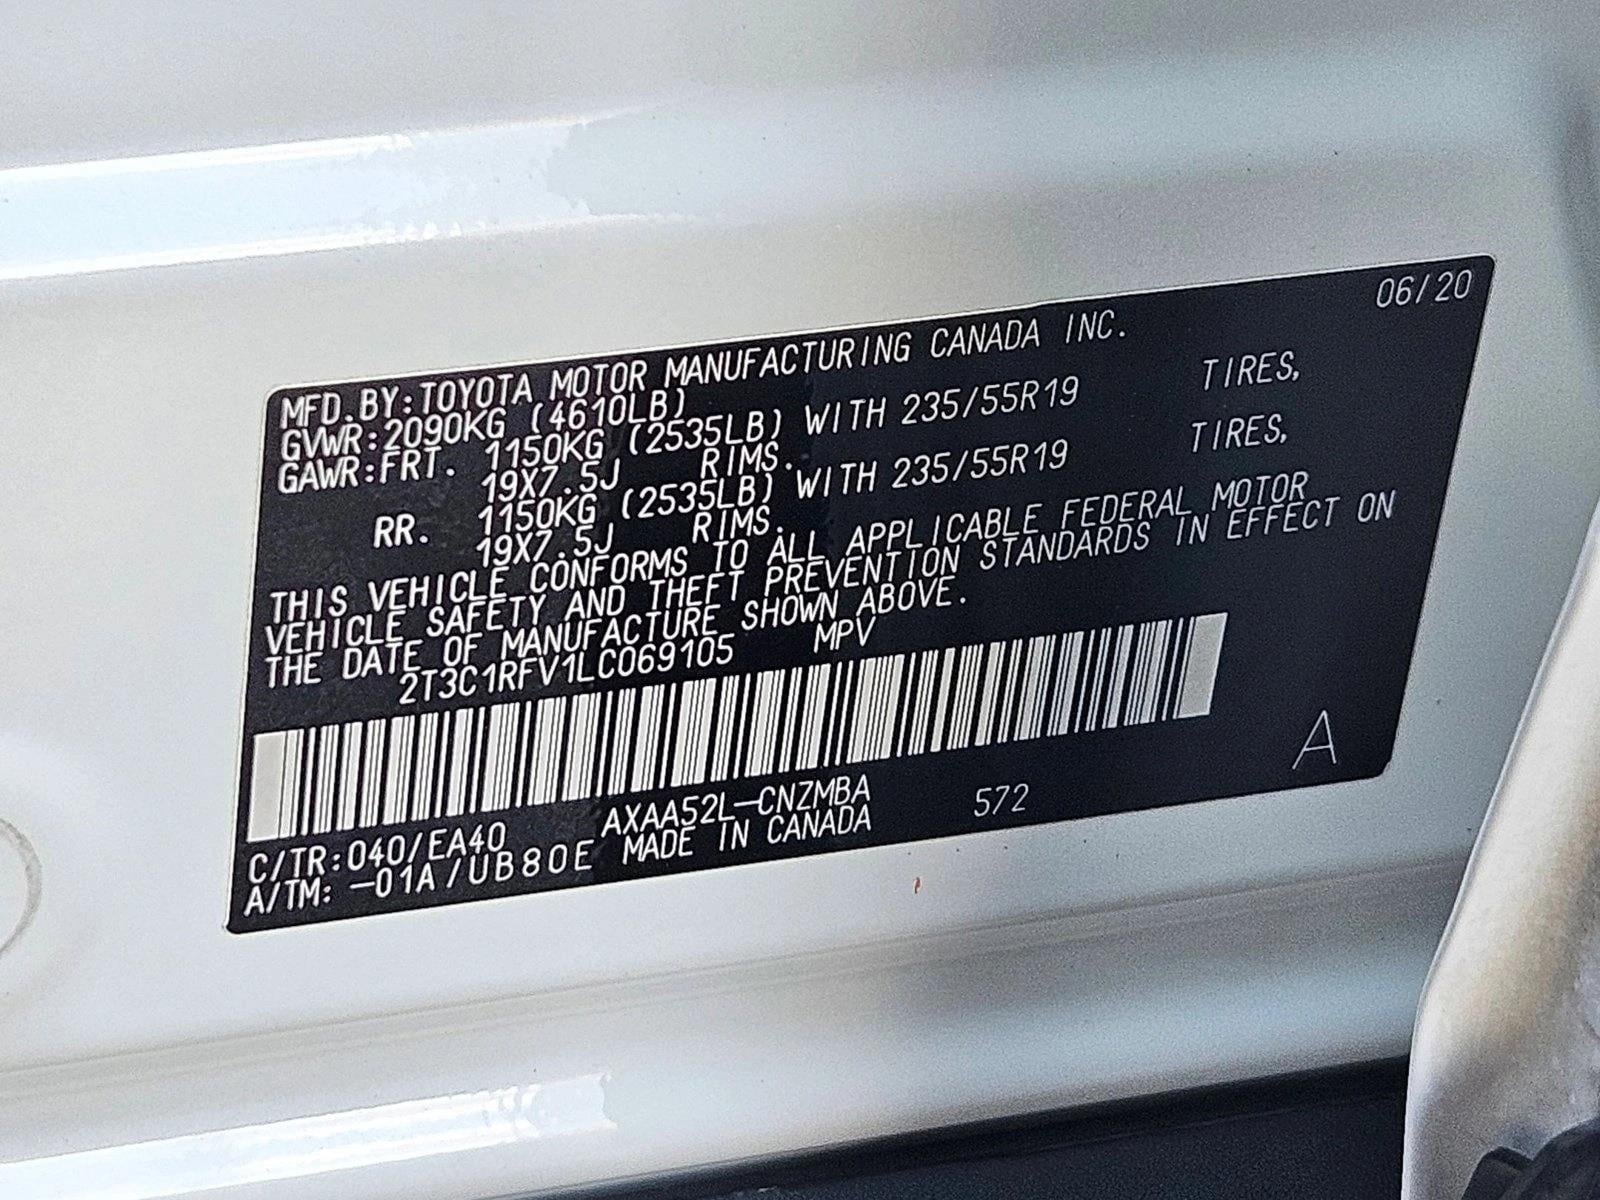 06/20
MFD.BY:TOYOTA MOTOR MANUFACTURING CANADA INC.
GVWR:2090KG (4610LB)
GAWR:FRT. 1150KG (2535LB) WITH 235/55R19 TIRES,
19X7.5J RIMS.
RR. 1150KG (2535LB) WITH 235/55R19 TIRES,
19X7.5J RIMS.
THIS VEHICLE CONFORMS TO ALL APPLICABLE FEDERAL MOTOR
VEHICLE SAFETY AND THEFT PREVENTION STANDARDS IN EFFECT ON
THE DATE OF MANUFACTURE SHOWN ABOVE.
2T3C1RFV1LC069105 MPV
A
AXAA52L-CNZMBA 572
C/TR:040/EA40 MADE IN CANADA
A/TM:-01A/UB80E